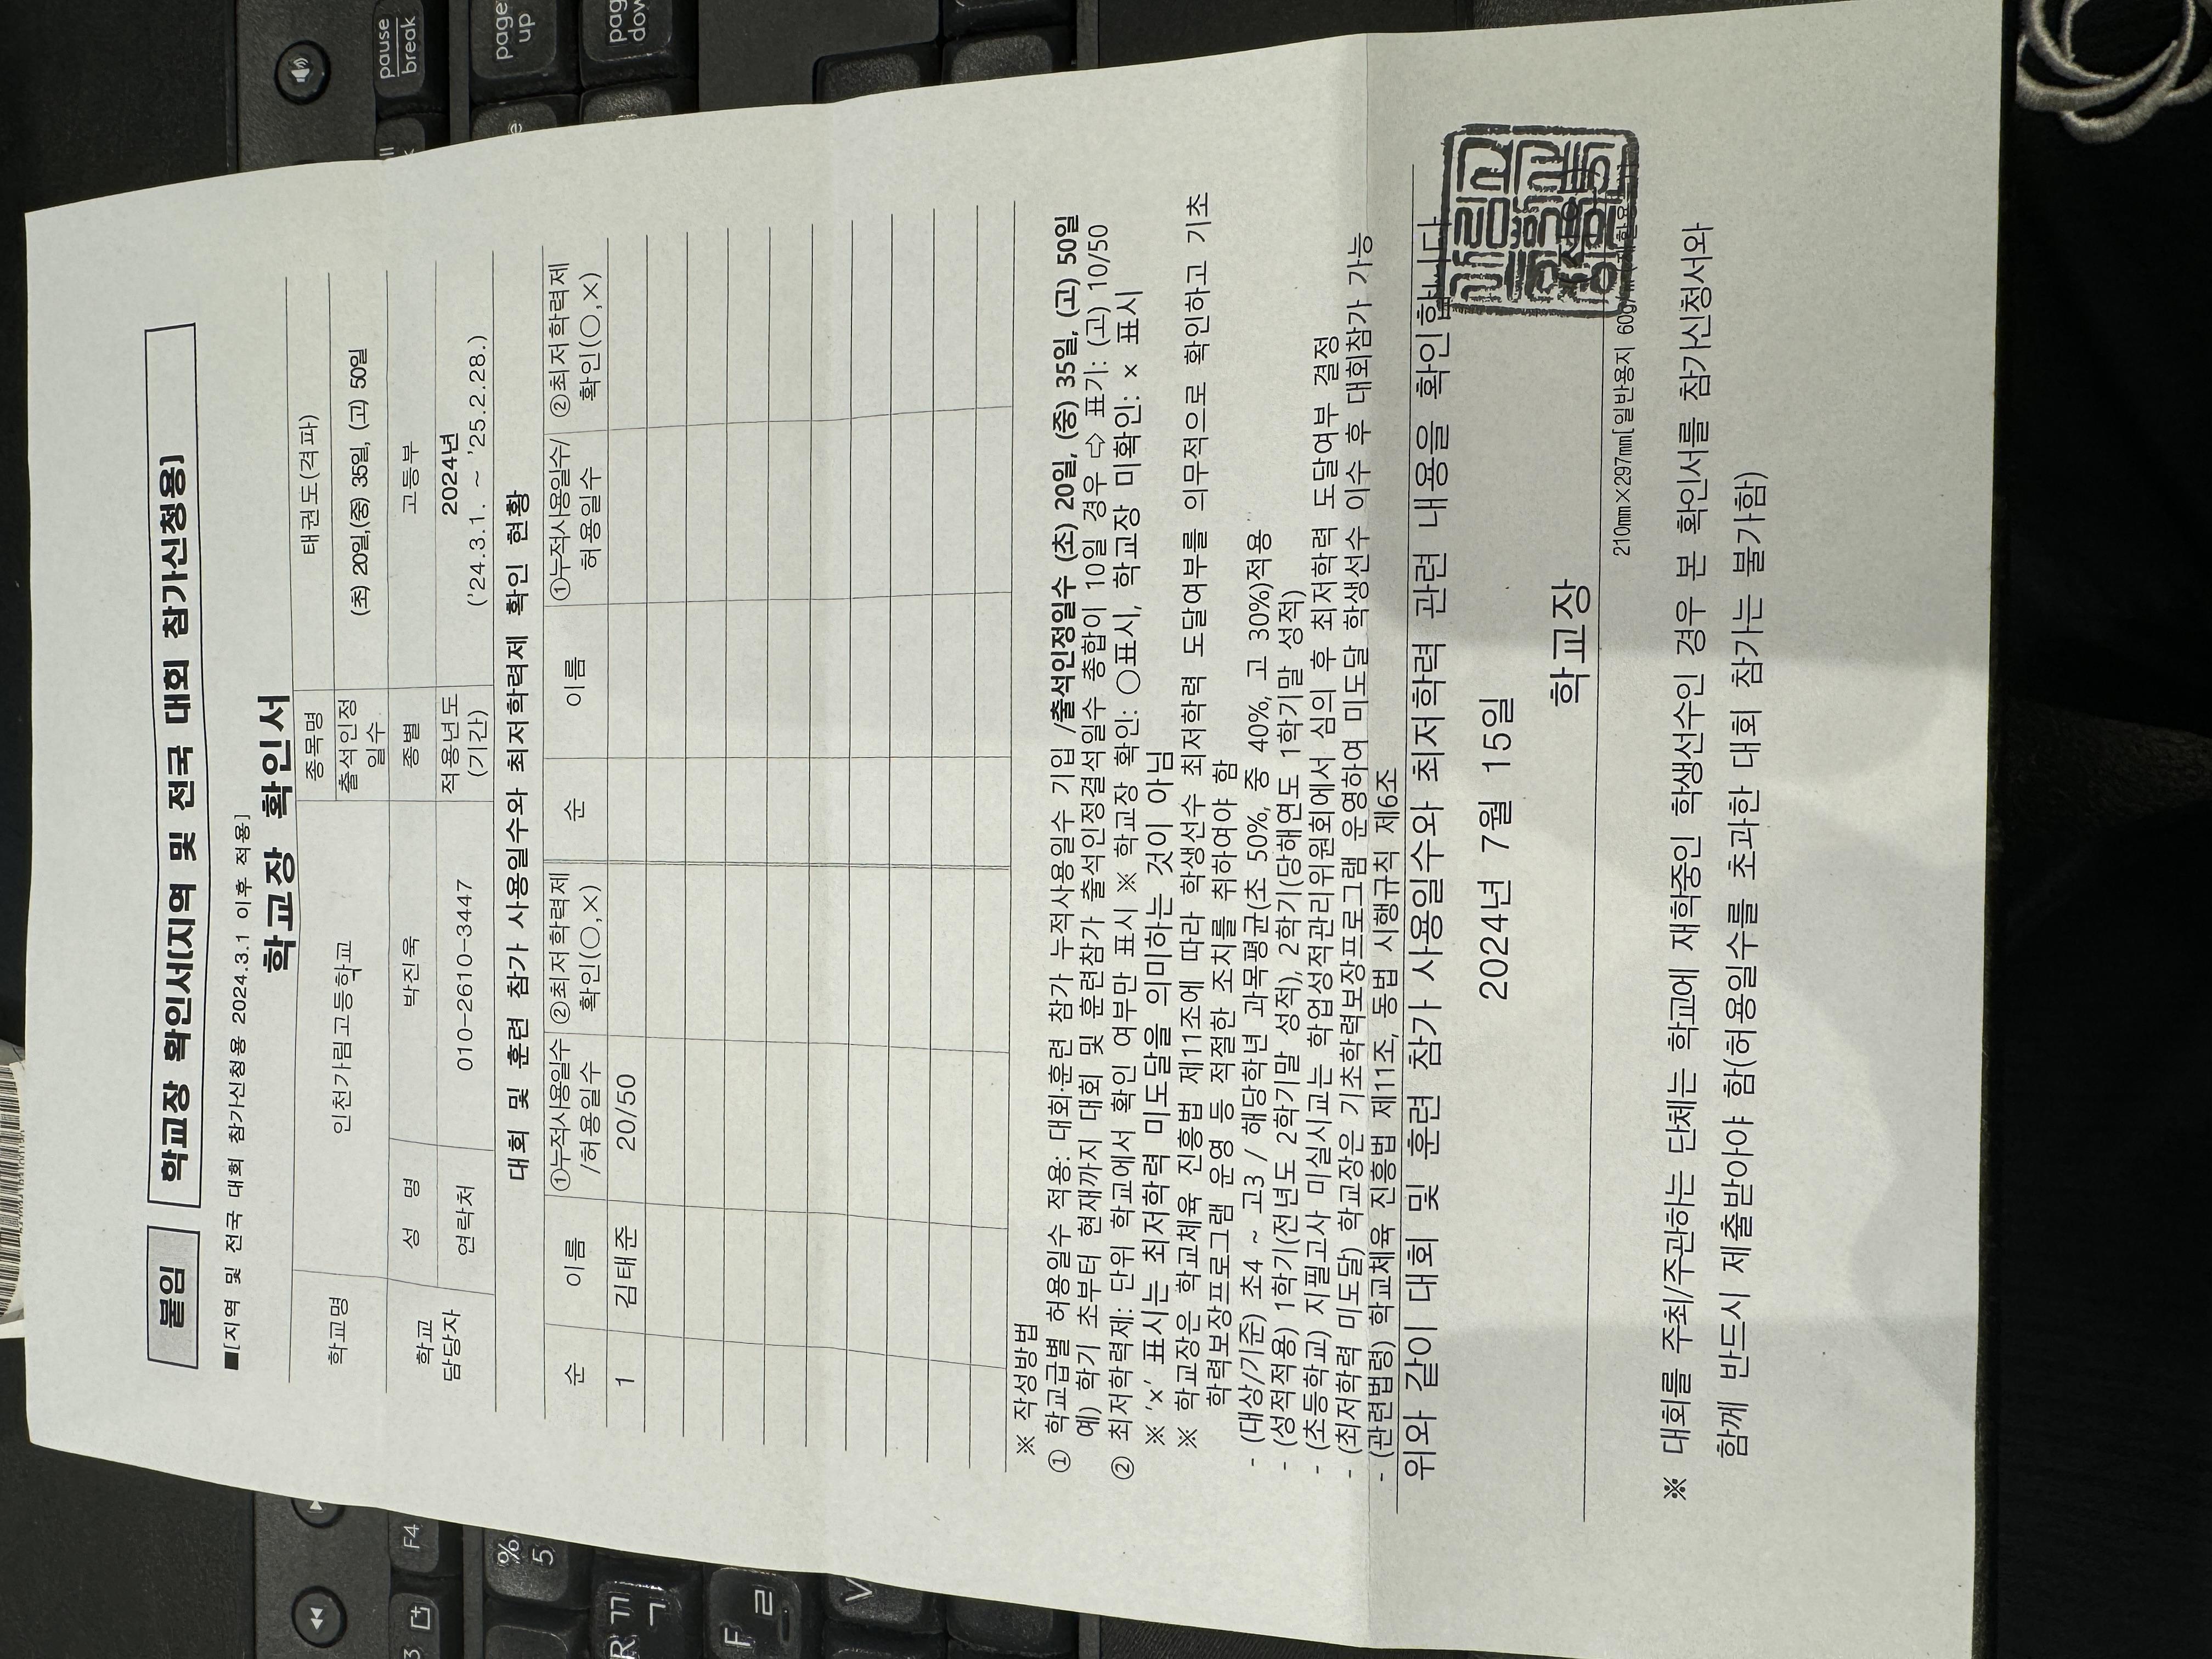 붙임 학교장 확인서[지역 및 전국 대회 참가신청용]
■[지역 및 전국 대회 참가신청용 2024.3.1 이후 적용]
학교장 확인서
학교명 인천가림고등학교 종목명 태권도(격파)
출석인정일수 (초) 20일,(중) 35일, (고) 50일
학교 담당자 성 명 박진욱 종별 고등부
연락처 010-2610-3447 적용년도(기간) 2024년 ('24.3.1. ~ '25.2.28.)
대회 및 훈련 참가 사용일수와 최저학력제 확인 현황
순 이름 ①누적사용일수/허용일수 ②최저학력제 확인(○,×) 순 이름 ①누적사용일수/허용일수 ②최저학력제 확인(○,×)
1 김태준 20/50
※ 작성방법
① 학교급별 허용일수 적용: 대회·훈련 참가 누적사용일수 기입 /출석인정일수 (초) 20일, (중) 35일, (고) 50일
예) 학기 초부터 현재까지 대회 및 훈련참가 출석인정결석일수 총합이 10일 경우 ⇨ 표기: (고) 10/50
② 최저학력제: 단위 학교에서 확인 여부만 표시 ※ 학교장 확인: ○표시, 학교장 미확인: × 표시
※ '×' 표시는 최저학력 미도달을 의미하는 것이 아님
※ 학교장은 학교체육 진흥법 제11조에 따라 학생선수 최저학력 도달여부를 의무적으로 확인하고 기초
학력보장프로그램 운영 등 적절한 조치를 취하여야 함
- (대상/기준) 초4 ~ 고3 / 해당학년 과목평균(초 50%, 중 40%, 고 30%)적용
- (성적적용) 1학기(전년도 2학기말 성적), 2학기(당해연도 1학기말 성적)
- (초등학교) 지필고사 미실시교는 학업성적관리위원회에서 심의 후 최저학력 도달여부 결정
- (최저학력 미도달) 학교장은 기초학력보장프로그램 운영하여 미도달 학생선수 이수 후 대회참가 가능
- (관련법령) 학교체육 진흥법 제11조, 동법 시행규칙 제6조
위와 같이 대회 및 훈련 참가 사용일수와 최저학력 관련 내용을 확인합니다
2024년 7월 15일
학교장
210mm×297mm[일반용지 60g/
※ 대회를 주최/주관하는 단체는 학교에 재학중인 학생선수인 경우 본 확인서를 참가신청서와
함께 반드시 제출받아야 함(허용일수를 초과한 대회 참가는 불가함)
pause
break
page
up
F4
%
5
R ㄲ
ㄱ
F
ㄹ
V